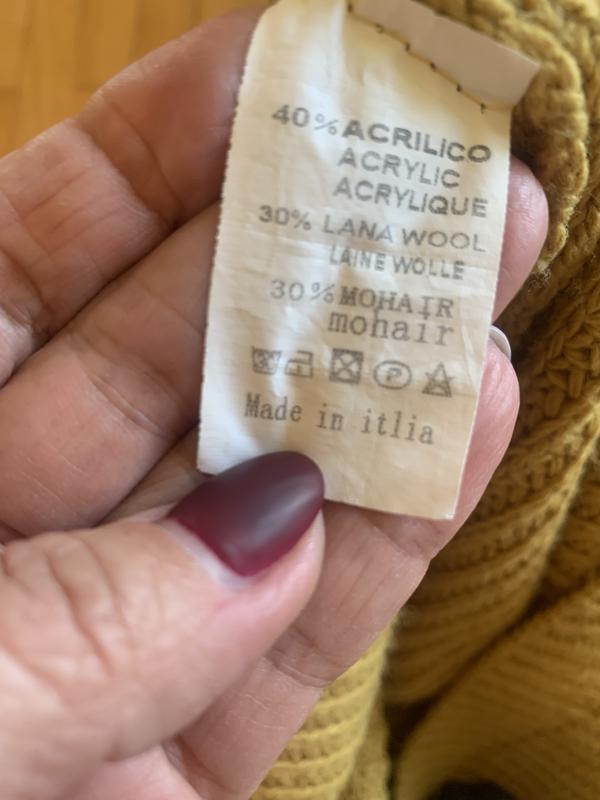 40% ACRILICO
ACRYLIC
ACRYLIQUE
30% LANA WOOL
LAINE WOLLE
30% MOHAIR
mohair
P
Made in itlia